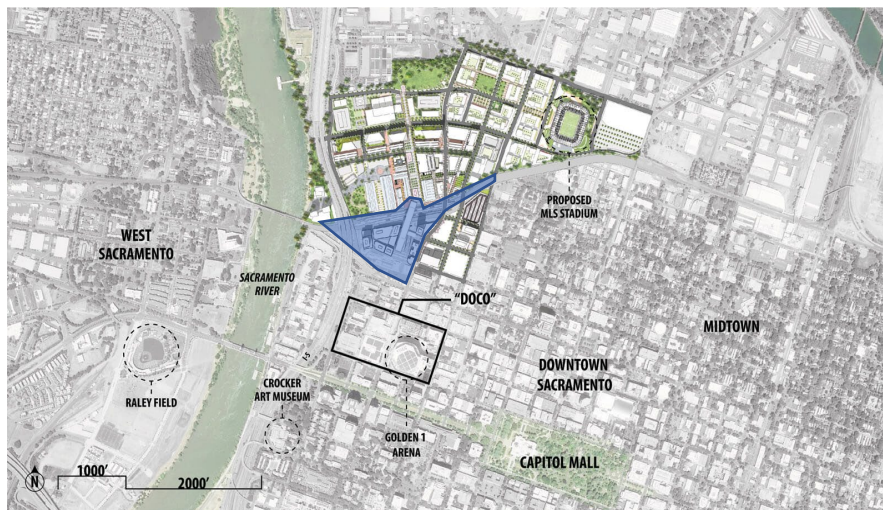 PROPOSED
MLS STADIUM
WEST
SACRAMENTO
SACRAMENTO
RIVER
"DOCO"
MIDTOWN
I-5
DOWNTOWN
SACRAMENTO
RALEY FIELD
CROCKER
ART MUSEUM
GOLDEN 1
ARENA
CAPITOL MALL
N
1000'
2000'